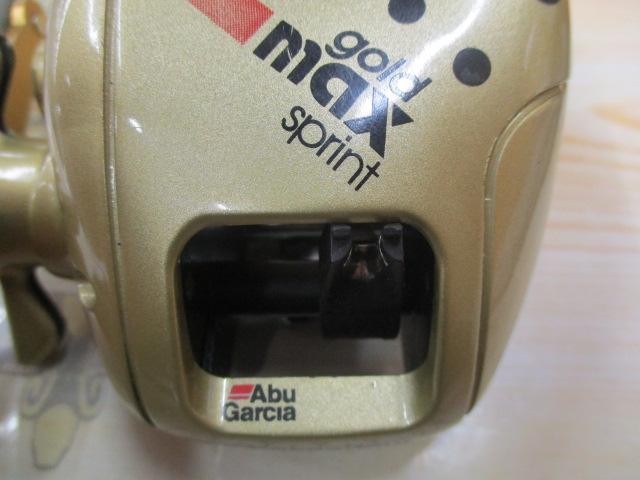 gold
max
sprint
Abu
Garcia